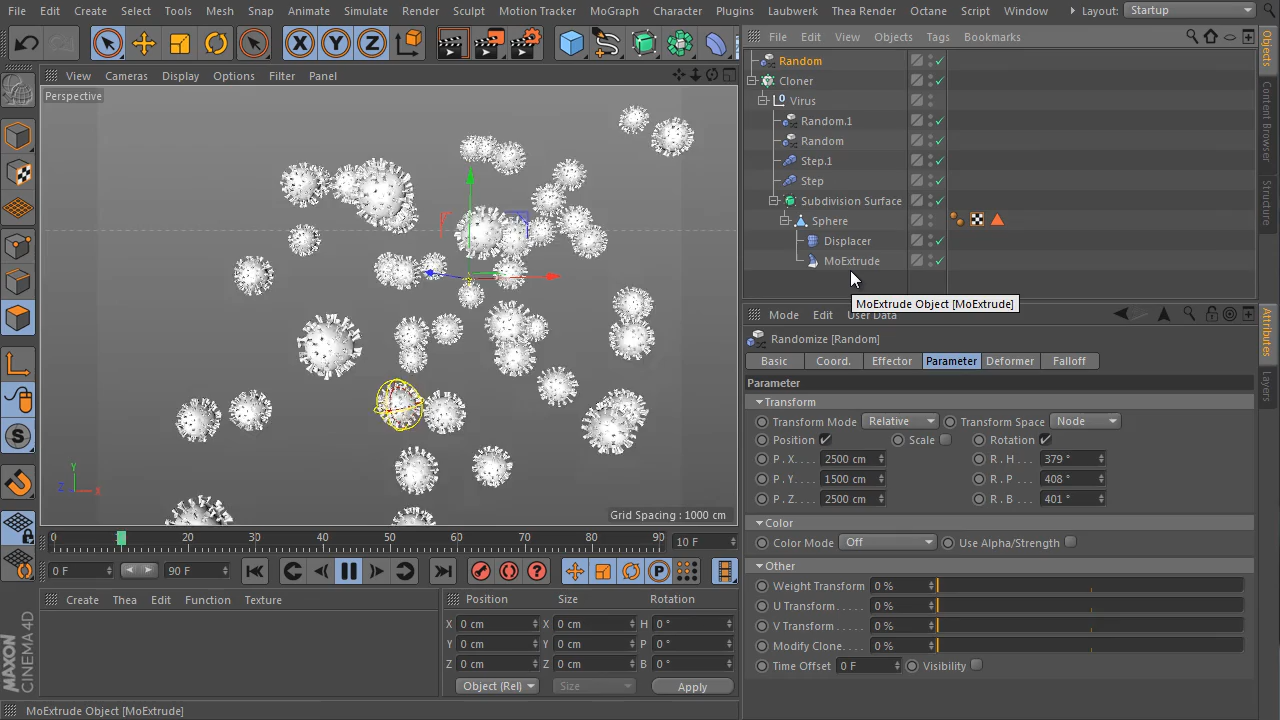 File Edit Create Select Tools Mesh Snap Animate Simulate Render Sculpt Motion Tracker MoGraph Character Plugins Laubwerk Thea Render Octane Script Window Layout: Startup
X Y Z
View Cameras Display Options Filter Panel
Perspective
Grid Spacing : 1000 cm
Y
Z X
File Edit View Objects Tags Bookmarks
Random
Cloner
Virus
Random.1
Random
Step.1
Step
Subdivision Surface
Sphere
Displacer
MoExtrude
MoExtrude Object [MoExtrude]
Objects
Content Browser
Structure
Mode Edit User Data
Randomize [Random]
Basic Coord. Effector Parameter Deformer Falloff
Parameter
Transform
Transform Mode Relative Transform Space Node
Position Scale Rotation
P . X . . . . 2500 cm R . H . . . 379 °
P . Y . . . . 1500 cm R . P . . . 408 °
P . Z . . . . 2500 cm R . B . . . 401 °
Color
Color Mode Off Use Alpha/Strength
Other
Weight Transform 0 %
U Transform . . . . . 0 %
V Transform . . . . . 0 %
Modify Clone. . . . 0 %
Time Offset 0 F Visibility
Attributes
Layers
0 20 30 40 50 60 70 80 90 10 F
0 F 90 F
Create Thea Edit Function Texture
Position Size Rotation
X 0 cm X 0 cm H 0 °
Y 0 cm Y 0 cm P 0 °
Z 0 cm Z 0 cm B 0 °
Object (Rel) Size Apply
MAXON
CINEMA 4D
MoExtrude Object [MoExtrude]